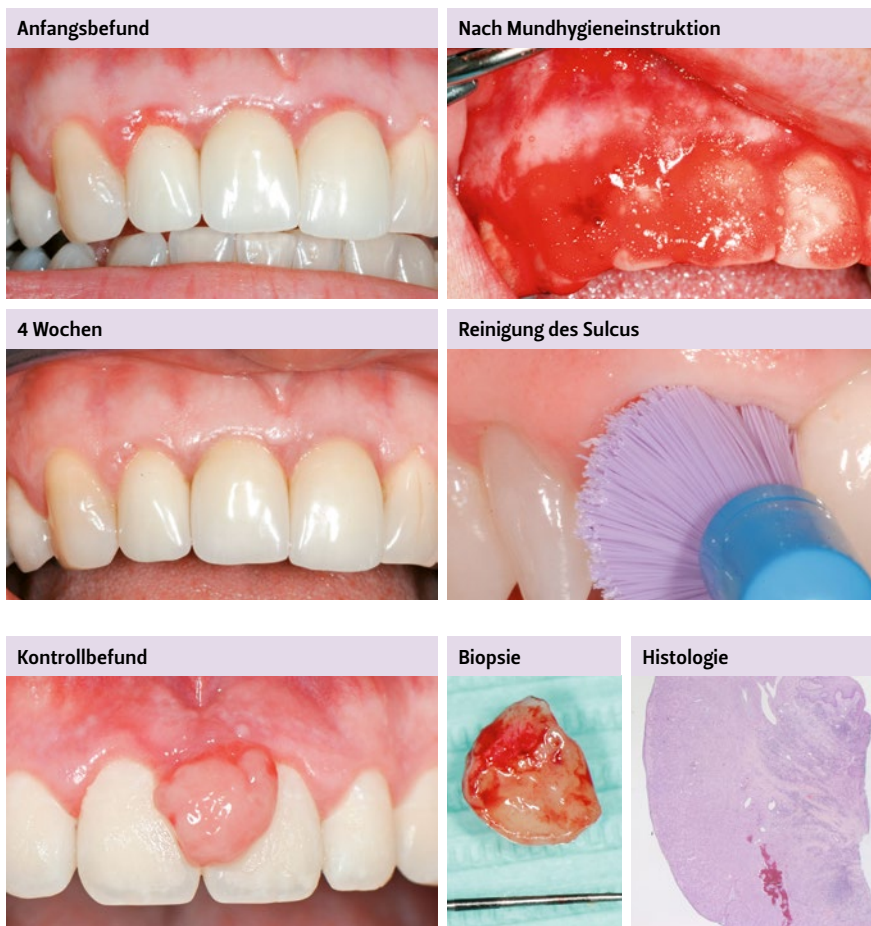 Anfangsbefund
Nach Mundhygieneinstruktion
4 Wochen
Reinigung des Sulcus
Kontrollbefund
Biopsie
Histologie